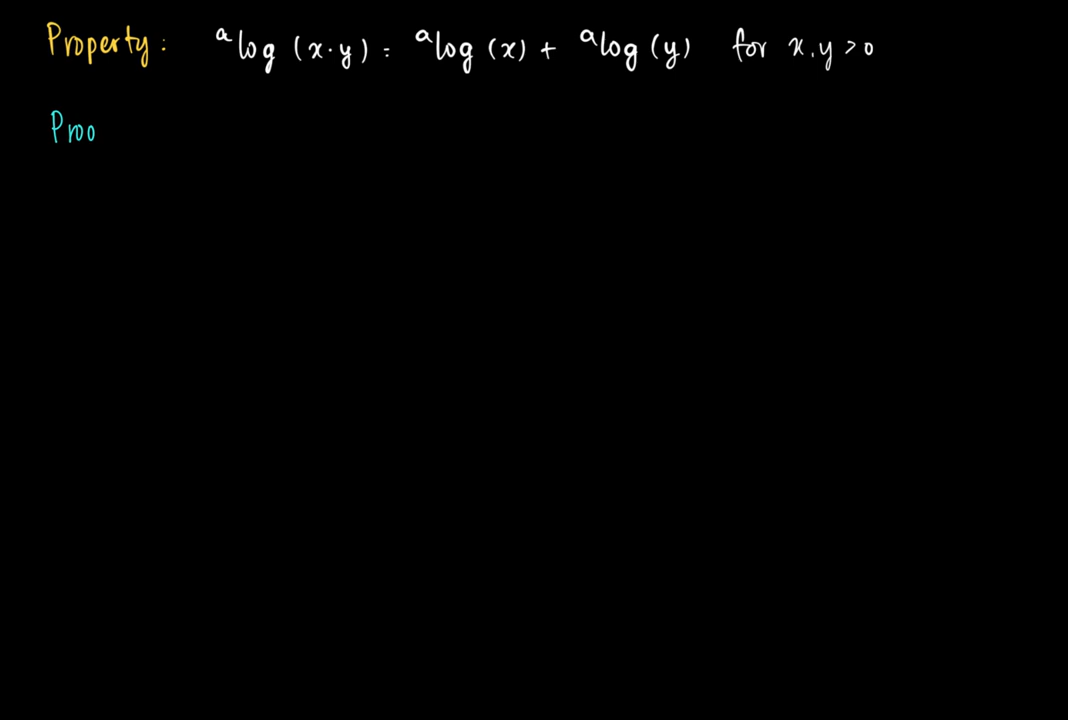 Property: ᵃlog (x·y) = ᵃlog (x) + ᵃlog (y) for x,y > 0
Proo